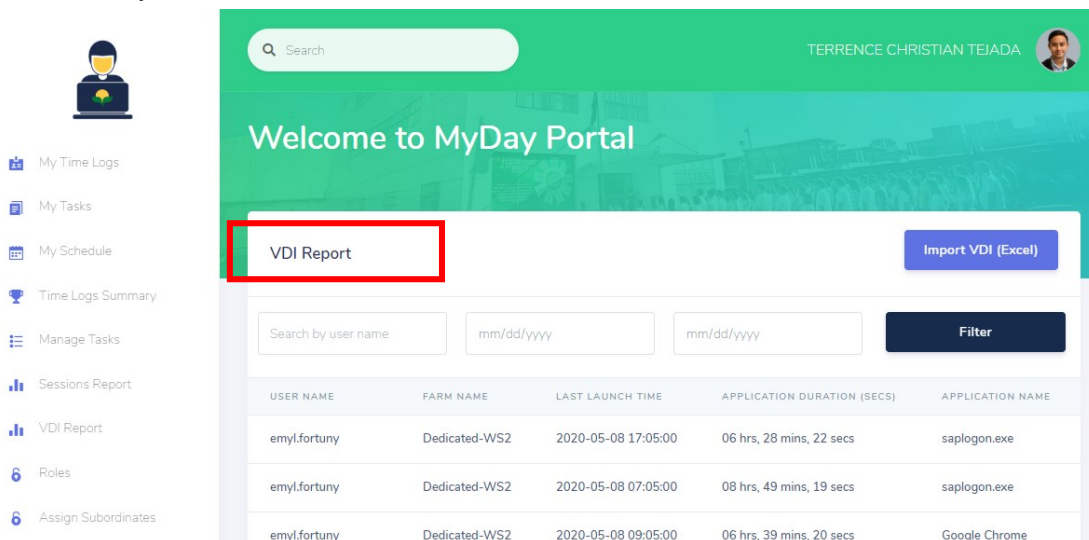 Search
TERRENCE CHRISTIAN TEJADA
Welcome to MyDay Portal
My Time Logs
My Tasks
My Schedule
Time Logs Summary
Manage Tasks
Sessions Report
VDI Report
Roles
Assign Subordinates
VDI Report
Import VDI (Excel)
Search by user name
mm/dd/yyyy
mm/dd/yyyy
Filter
USER NAME FARM NAME LAST LAUNCH TIME APPLICATION DURATION (SECS) APPLICATION NAME
emyl.fortuny Dedicated-WS2 2020-05-08 17:05:00 06 hrs, 28 mins, 22 secs saplogon.exe
emyl.fortuny Dedicated-WS2 2020-05-08 07:05:00 08 hrs, 49 mins, 19 secs saplogon.exe
emyl.fortuny Dedicated-WS2 2020-05-08 09:05:00 06 hrs, 39 mins, 20 secs Google Chrome